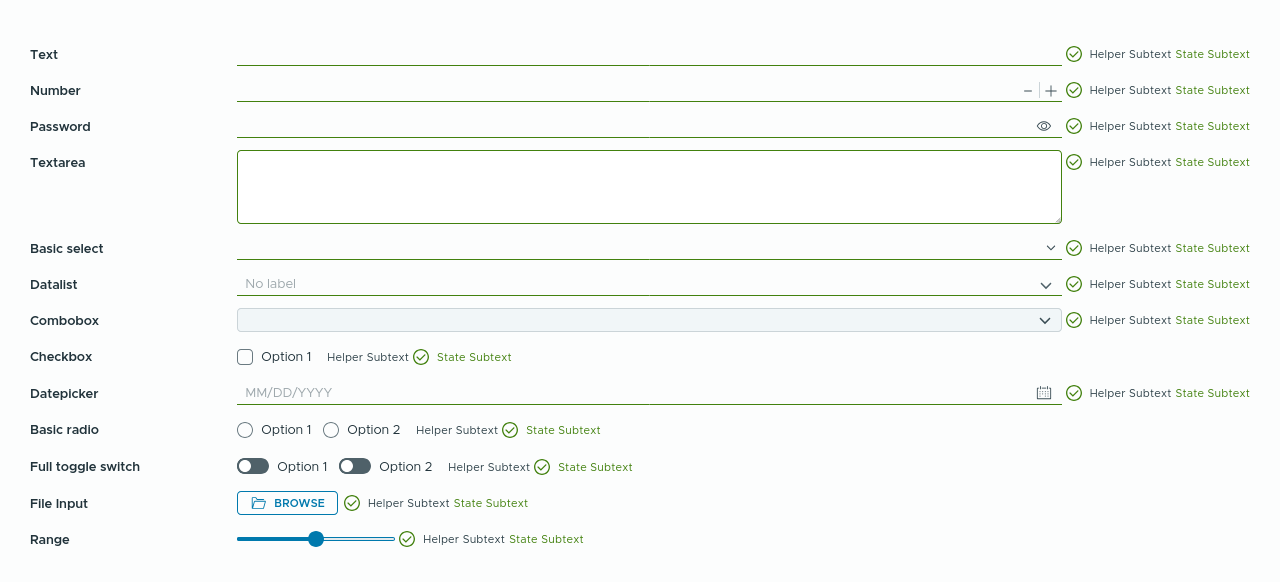 Text Helper Subtext State Subtext
Number Helper Subtext State Subtext
Password Helper Subtext State Subtext
Textarea Helper Subtext State Subtext
Basic select Helper Subtext State Subtext
Datalist No label Helper Subtext State Subtext
Combobox Helper Subtext State Subtext
Checkbox Option 1 Helper Subtext State Subtext
Datepicker MM/DD/YYYY Helper Subtext State Subtext
Basic radio Option 1 Option 2 Helper Subtext State Subtext
Full toggle switch Option 1 Option 2 Helper Subtext State Subtext
File Input BROWSE Helper Subtext State Subtext
Range Helper Subtext State Subtext